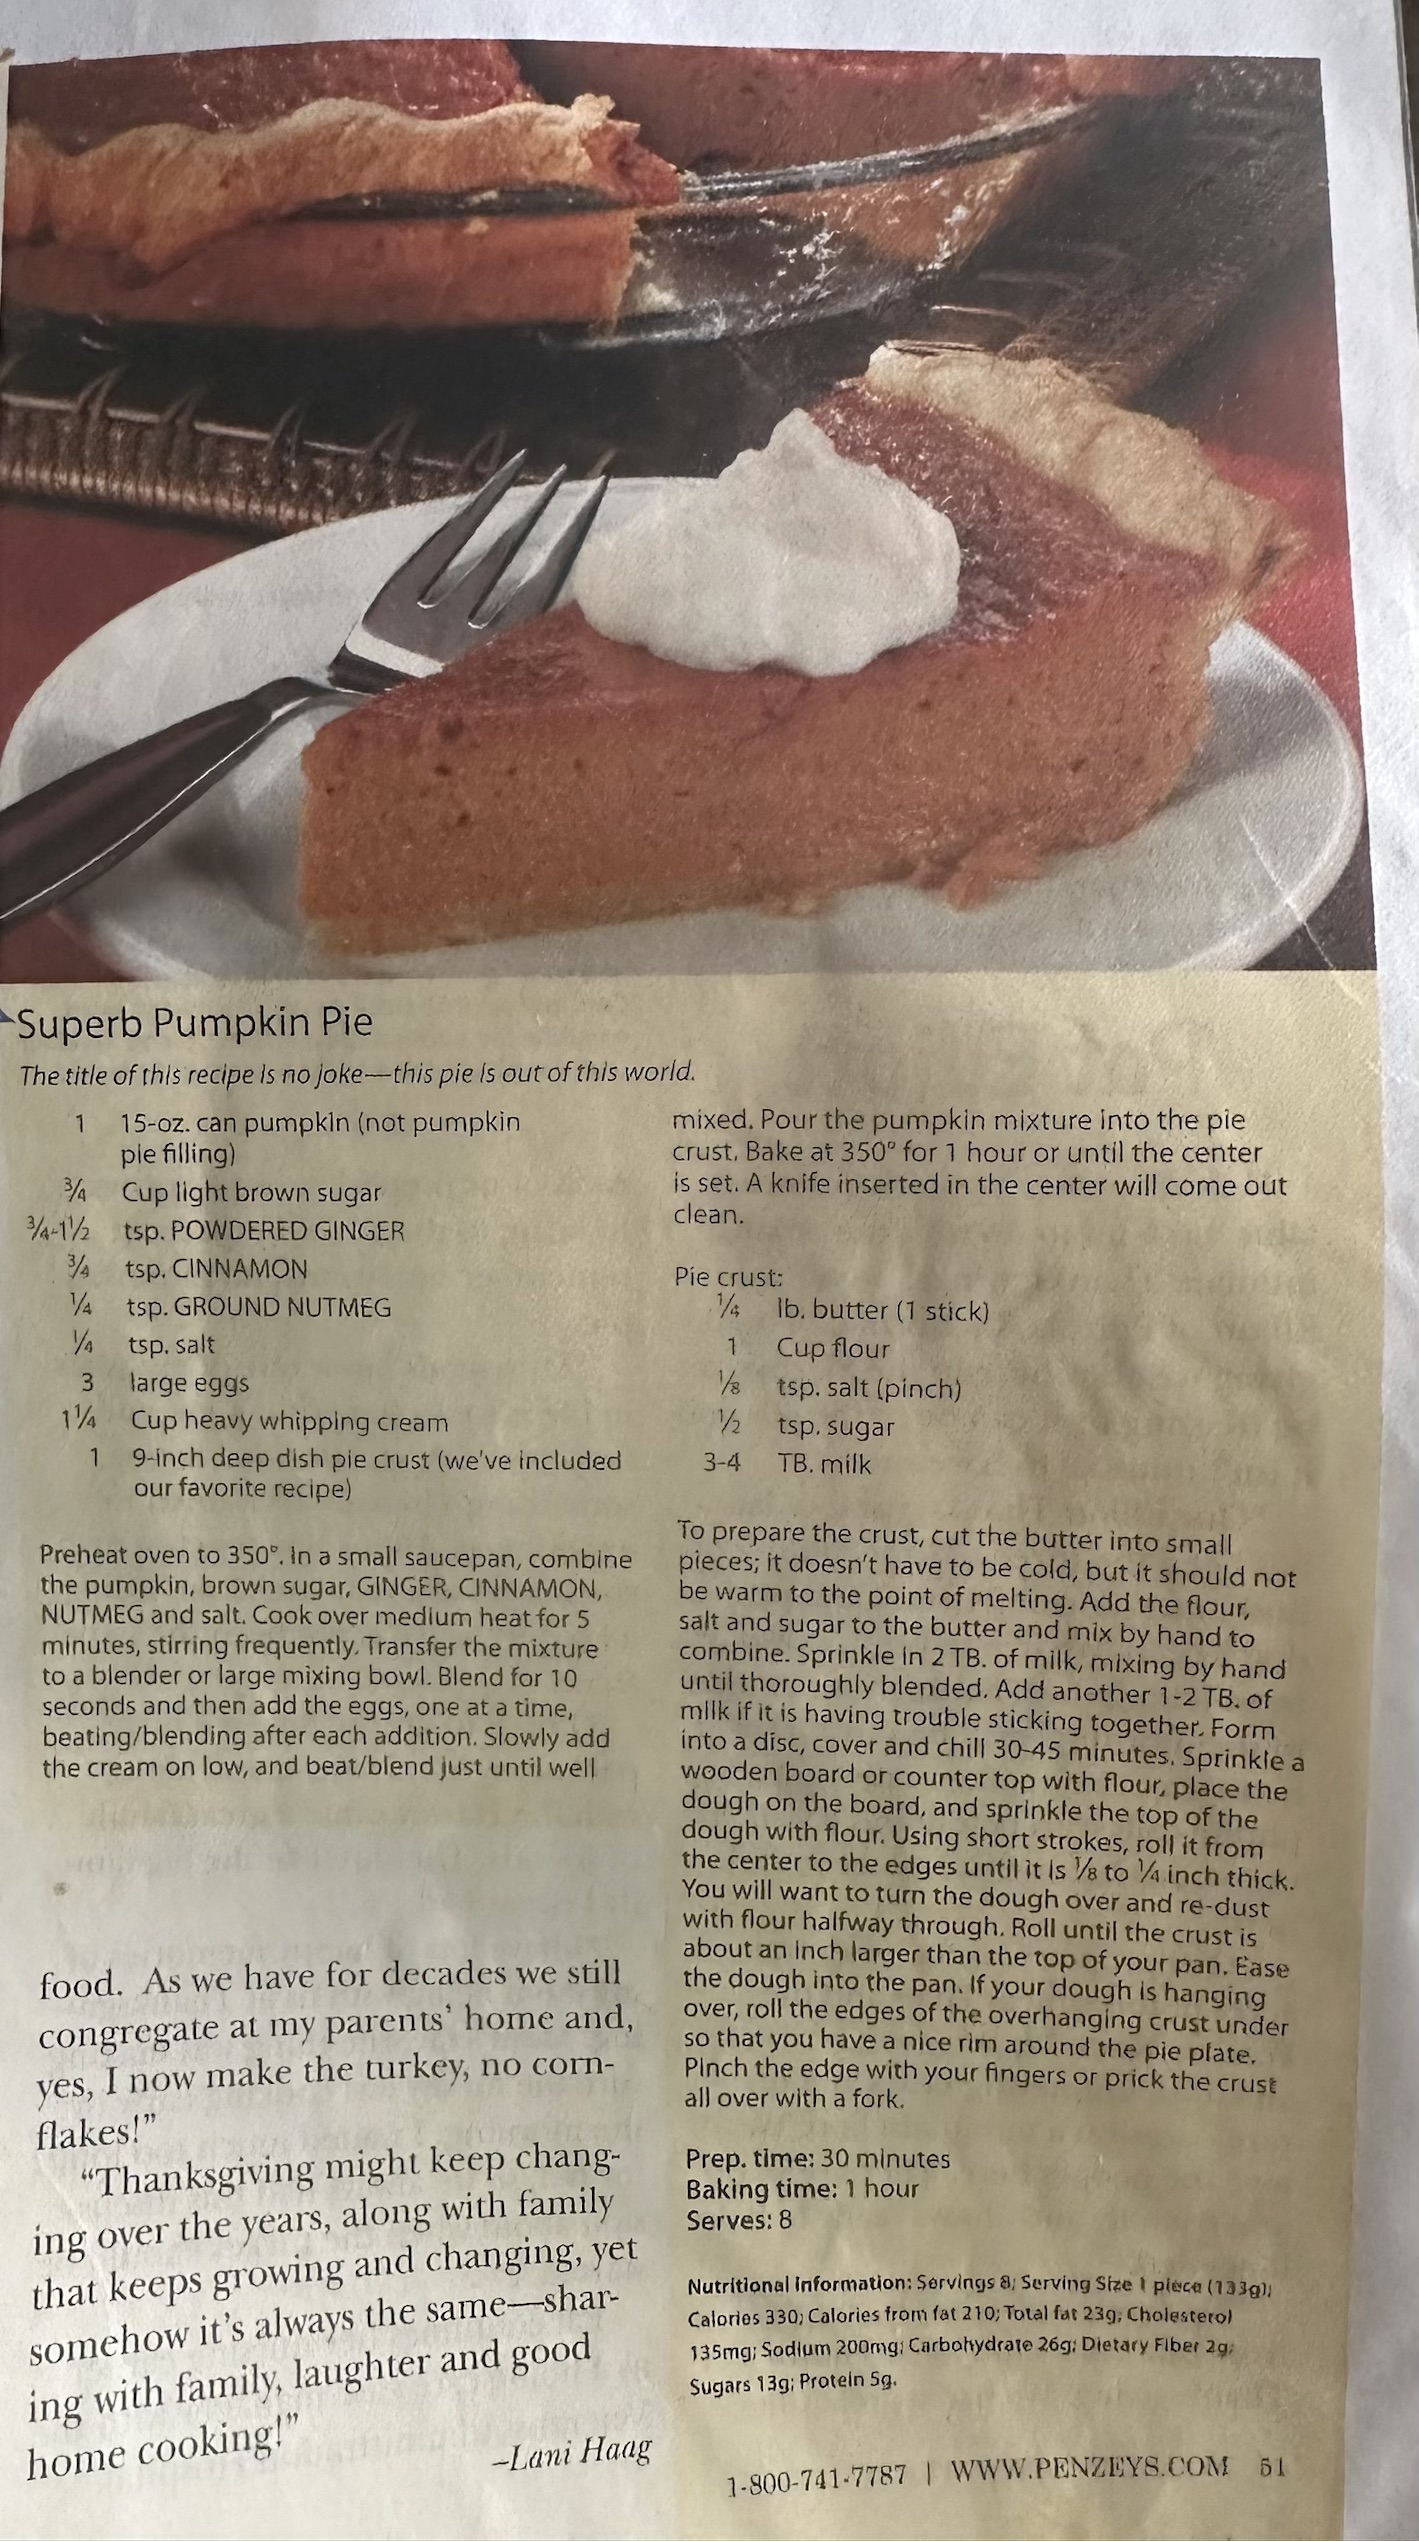 Superb Pumpkin Pie
The title of this recipe is no joke—this pie is out of this world.
1 15-oz. can pumpkin (not pumpkin
pie filling)
¾ Cup light brown sugar
¾-1½ tsp. POWDERED GINGER
¾ tsp. CINNAMON
¼ tsp. GROUND NUTMEG
¼ tsp. salt
3 large eggs
1¼ Cup heavy whipping cream
1 9-inch deep dish pie crust (we've included
our favorite recipe)
Preheat oven to 350°. In a small saucepan, combine
the pumpkin, brown sugar, GINGER, CINNAMON,
NUTMEG and salt. Cook over medium heat for 5
minutes, stirring frequently. Transfer the mixture
to a blender or large mixing bowl. Blend for 10
seconds and then add the eggs, one at a time,
beating/blending after each addition. Slowly add
the cream on low, and beat/blend just until well
mixed. Pour the pumpkin mixture into the pie
crust. Bake at 350° for 1 hour or until the center
is set. A knife inserted in the center will come out
clean.
Pie crust:
¼ lb. butter (1 stick)
1 Cup flour
⅛ tsp. salt (pinch)
½ tsp. sugar
3-4 TB. milk
To prepare the crust, cut the butter into small
pieces; it doesn't have to be cold, but it should not
be warm to the point of melting. Add the flour,
salt and sugar to the butter and mix by hand to
combine. Sprinkle in 2 TB. of milk, mixing by hand
until thoroughly blended. Add another 1-2 TB. of
milk if it is having trouble sticking together. Form
into a disc, cover and chill 30-45 minutes. Sprinkle a
wooden board or counter top with flour, place the
dough on the board, and sprinkle the top of the
dough with flour. Using short strokes, roll it from
the center to the edges until it is ⅛ to ¼ inch thick.
You will want to turn the dough over and re-dust
with flour halfway through. Roll until the crust is
about an inch larger than the top of your pan. Ease
the dough into the pan. If your dough is hanging
over, roll the edges of the overhanging crust under
so that you have a nice rim around the pie plate.
Pinch the edge with your fingers or prick the crust
all over with a fork.
Prep. time: 30 minutes
Baking time: 1 hour
Serves: 8
Nutritional Information: Servings 8; Serving Size 1 piece (133g);
Calories 330; Calories from fat 210; Total fat 23g; Cholesterol
135mg; Sodium 200mg; Carbohydrate 26g; Dietary Fiber 2g;
Sugars 13g; Protein 5g.
food. As we have for decades we still
congregate at my parents' home and,
yes, I now make the turkey, no corn-
flakes!"
"Thanksgiving might keep chang-
ing over the years, along with family
that keeps growing and changing, yet
somehow it's always the same—shar-
ing with family, laughter and good
home cooking!"
–Lani Haag
1-800-741-7787 | WWW.PENZEYS.COM 51